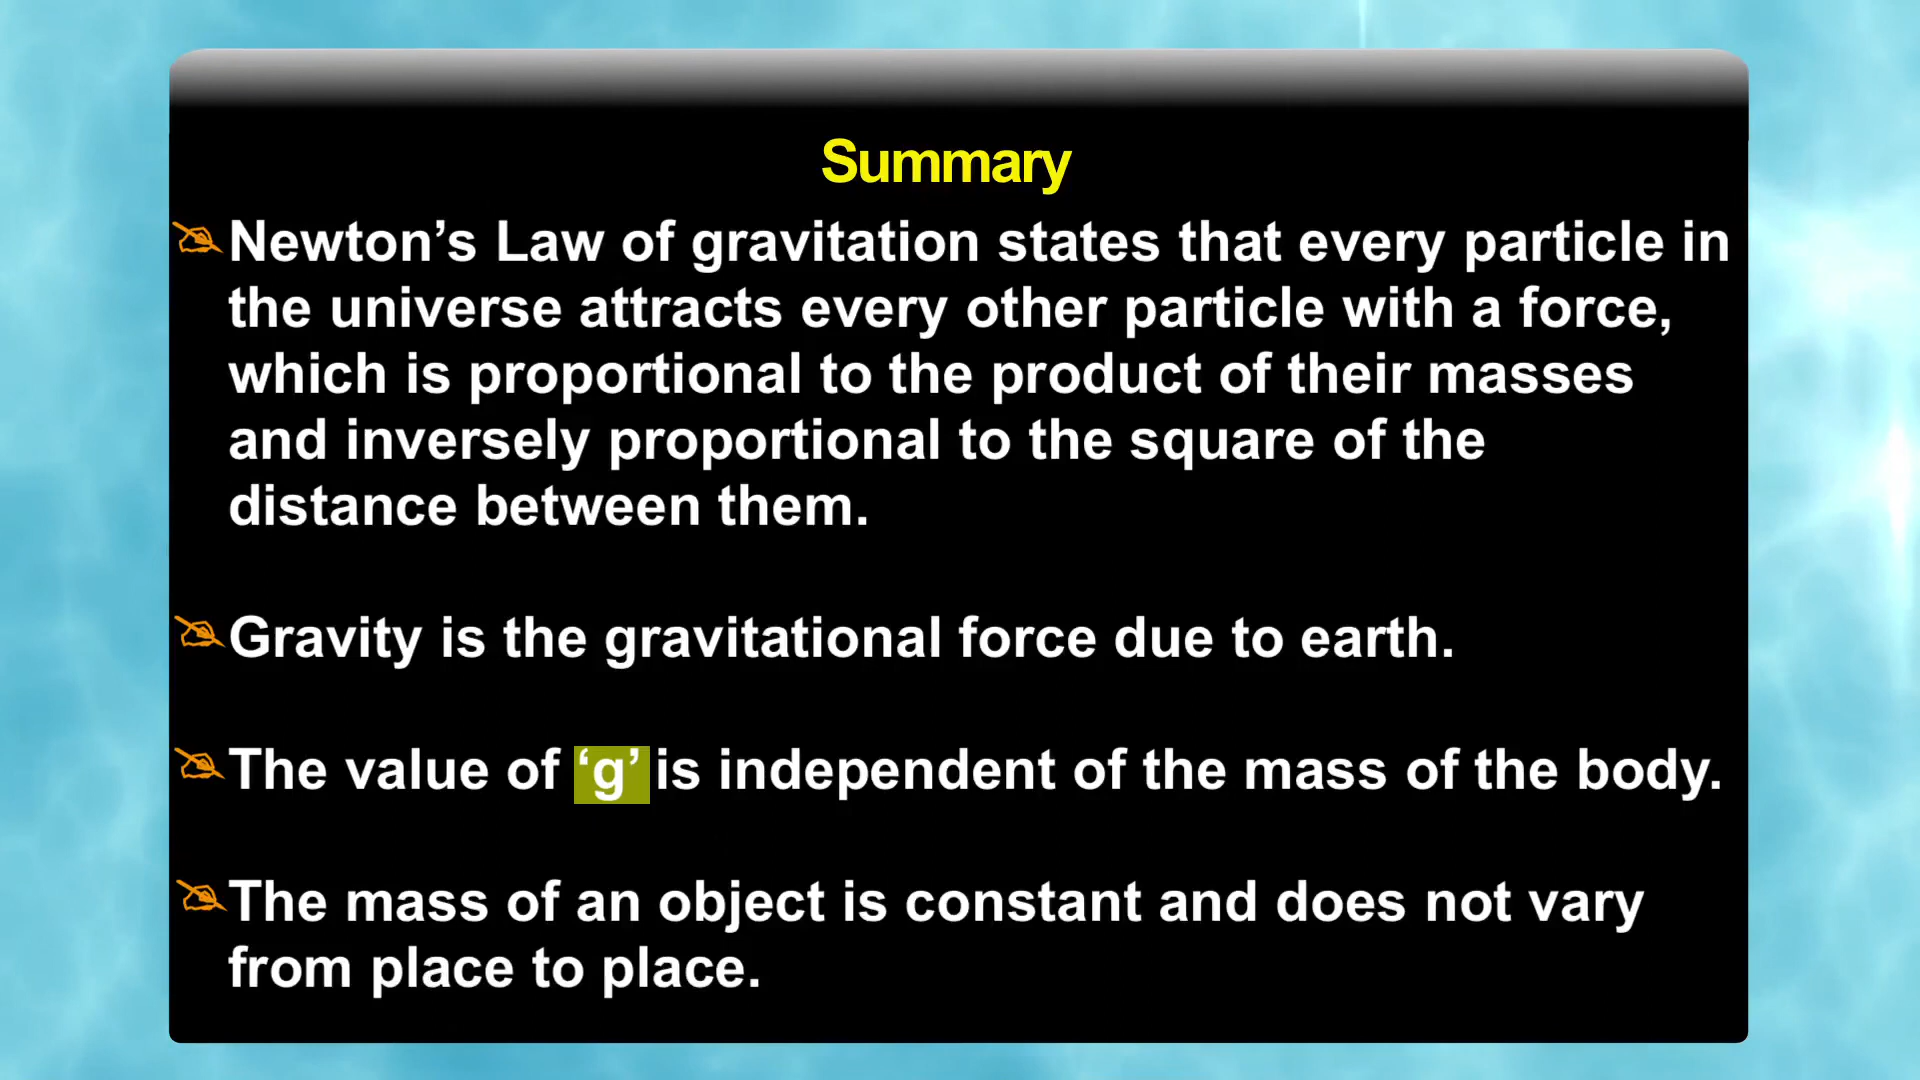 Summary
Newton’s Law of gravitation states that every particle in
the universe attracts every other particle with a force,
which is proportional to the product of their masses
and inversely proportional to the square of the
distance between them.
Gravity is the gravitational force due to earth.
The value of ‘g’ is independent of the mass of the body.
The mass of an object is constant and does not vary
from place to place.